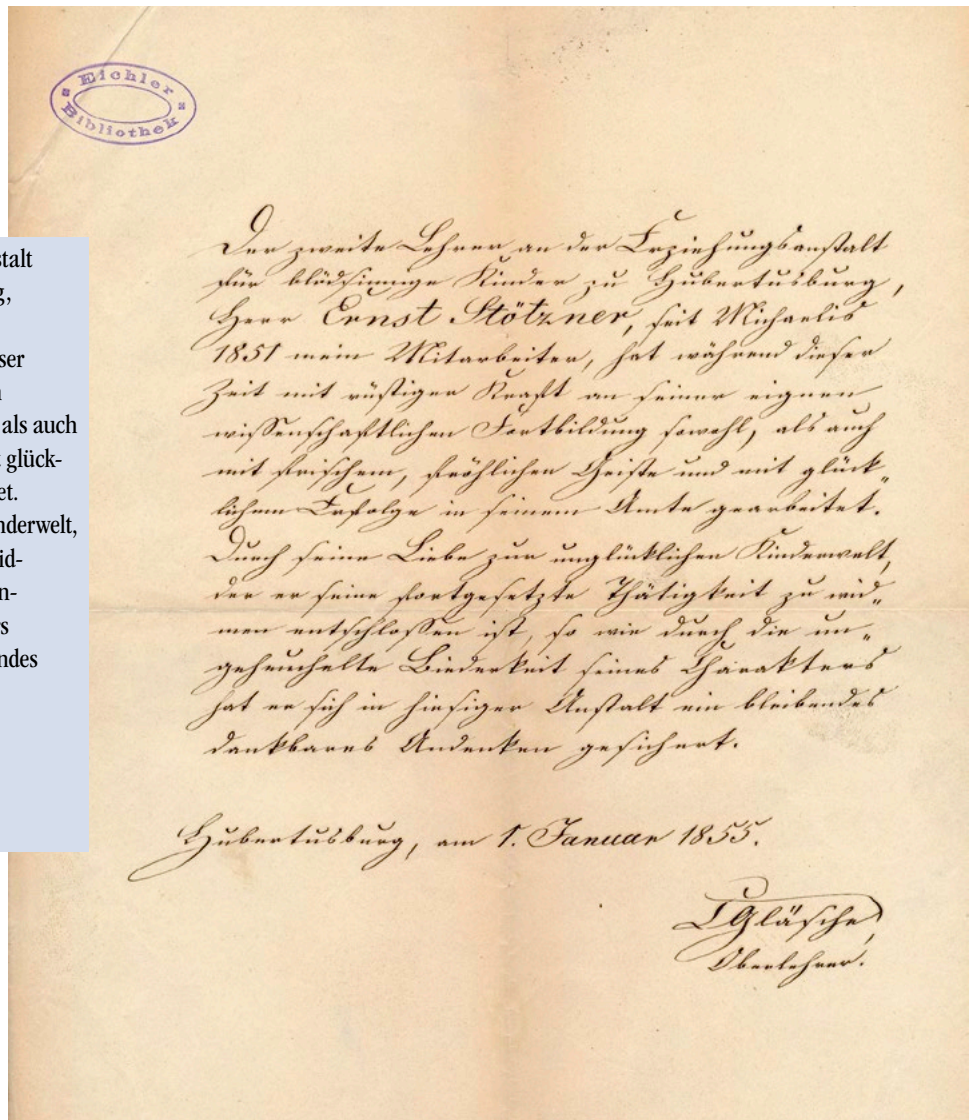 Eichler
Bibliothek
stalt
g,
ser
n
als auch
t glück-
et.
nderwelt,
id-
n-
rs
ndes
Der zweite Lehrer an der Erziehungsanstalt
für blödsinnige Kinder zu Hubertusburg,
Herr Ernst Stötzner, seit Michaelis
1851 mein Mitarbeiter, hat während dieser
Zeit mit rüstiger Kraft an seiner eignen
wissenschaftlichen Fortbildung sowohl, als auch
mit frischem, fröhlichen Geiste und mit glück„
lichem Erfolge in seinem Amte gearbeitet.
Durch seine Liebe zur unglücklichen Kinderwelt,
der er seine fortgesetzte Thätigkeit zu wid„
men entschlossen ist, so wie durch die un„
geheuchelte Biederkeit seines Charakters
hat er sich in hiesiger Anstalt ein bleibendes
dankbares Andenken gesichert.
Hubertusburg, am 1. Januar 1855.
Gläsche,
Oberlehrer.